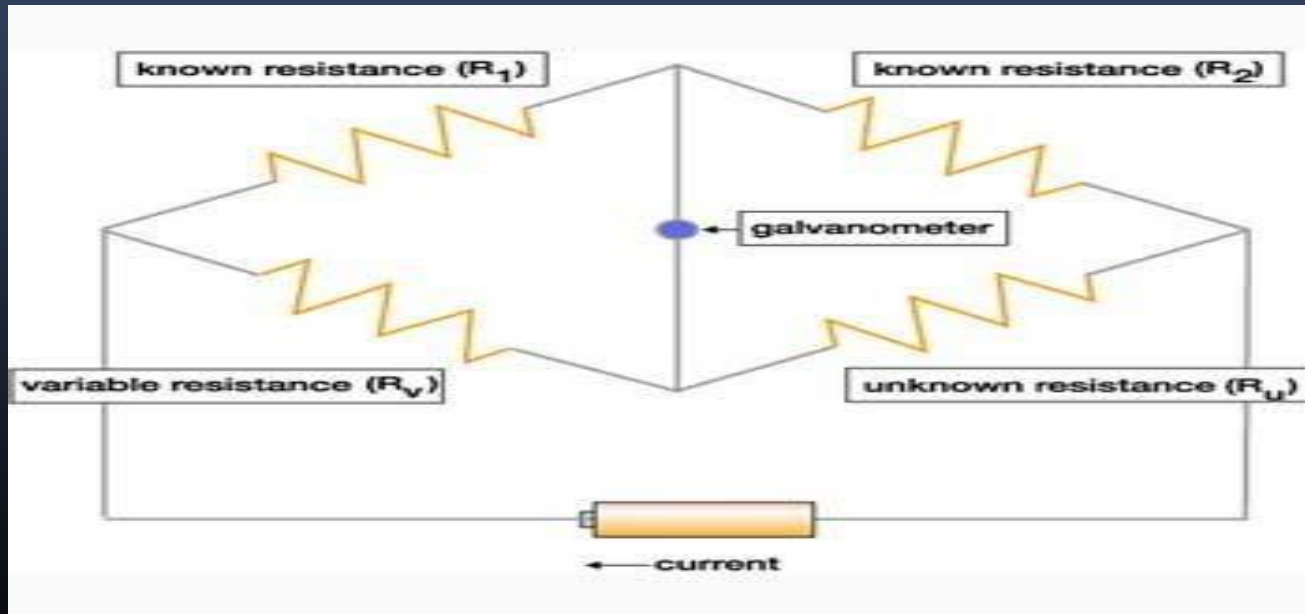 known resistance (R1)
known resistance (R2)
galvanometer
variable resistance (Rv)
unknown resistance (Ru)
current